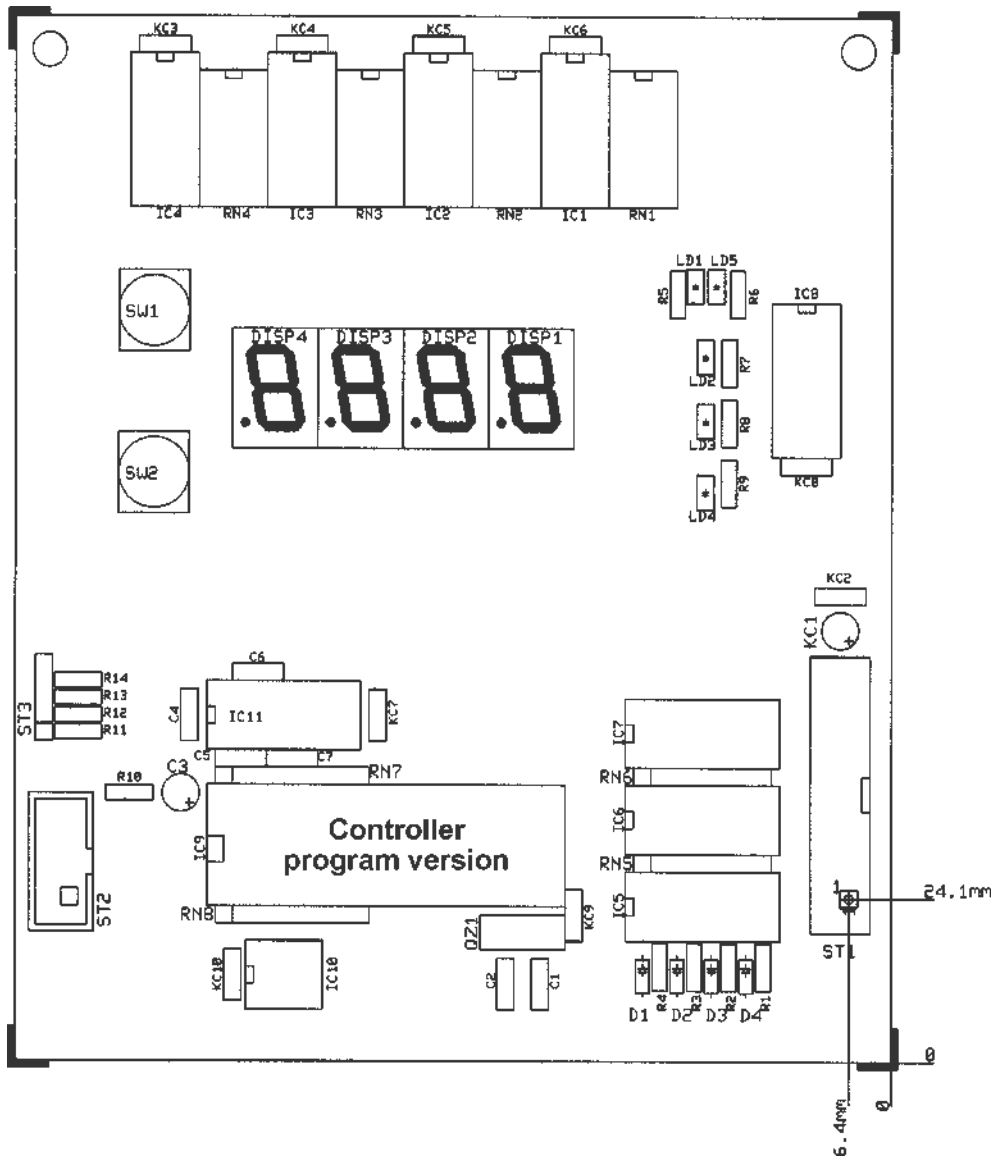 KC3 KC4 KC5 KC6
IC4 RN4 IC3 RN3 IC2 RN2 IC1 RN1
LD1 LD5
R5 R6
IC8
SW1
DISP4 DISP3 DISP2 DISP1
8. 8. 8. 8.
LD2 R7
LD3 R8
SW2
R9
KC8
LD4
KC2
KC1
C6
R14
R13
R12
R11
ST3
C4
IC11
KC7
IC7
C5 C7
C3
RN7
RN6
R10
IC9
Controller
program version
IC6
RN5
ST2
RN8
QZ1
KC9
IC5
1
24.1mm
ST1
KC10
IC10
C2 C1
D1 R4 D2 R3 D3 R2 D4 R1
0
0
6.4mm